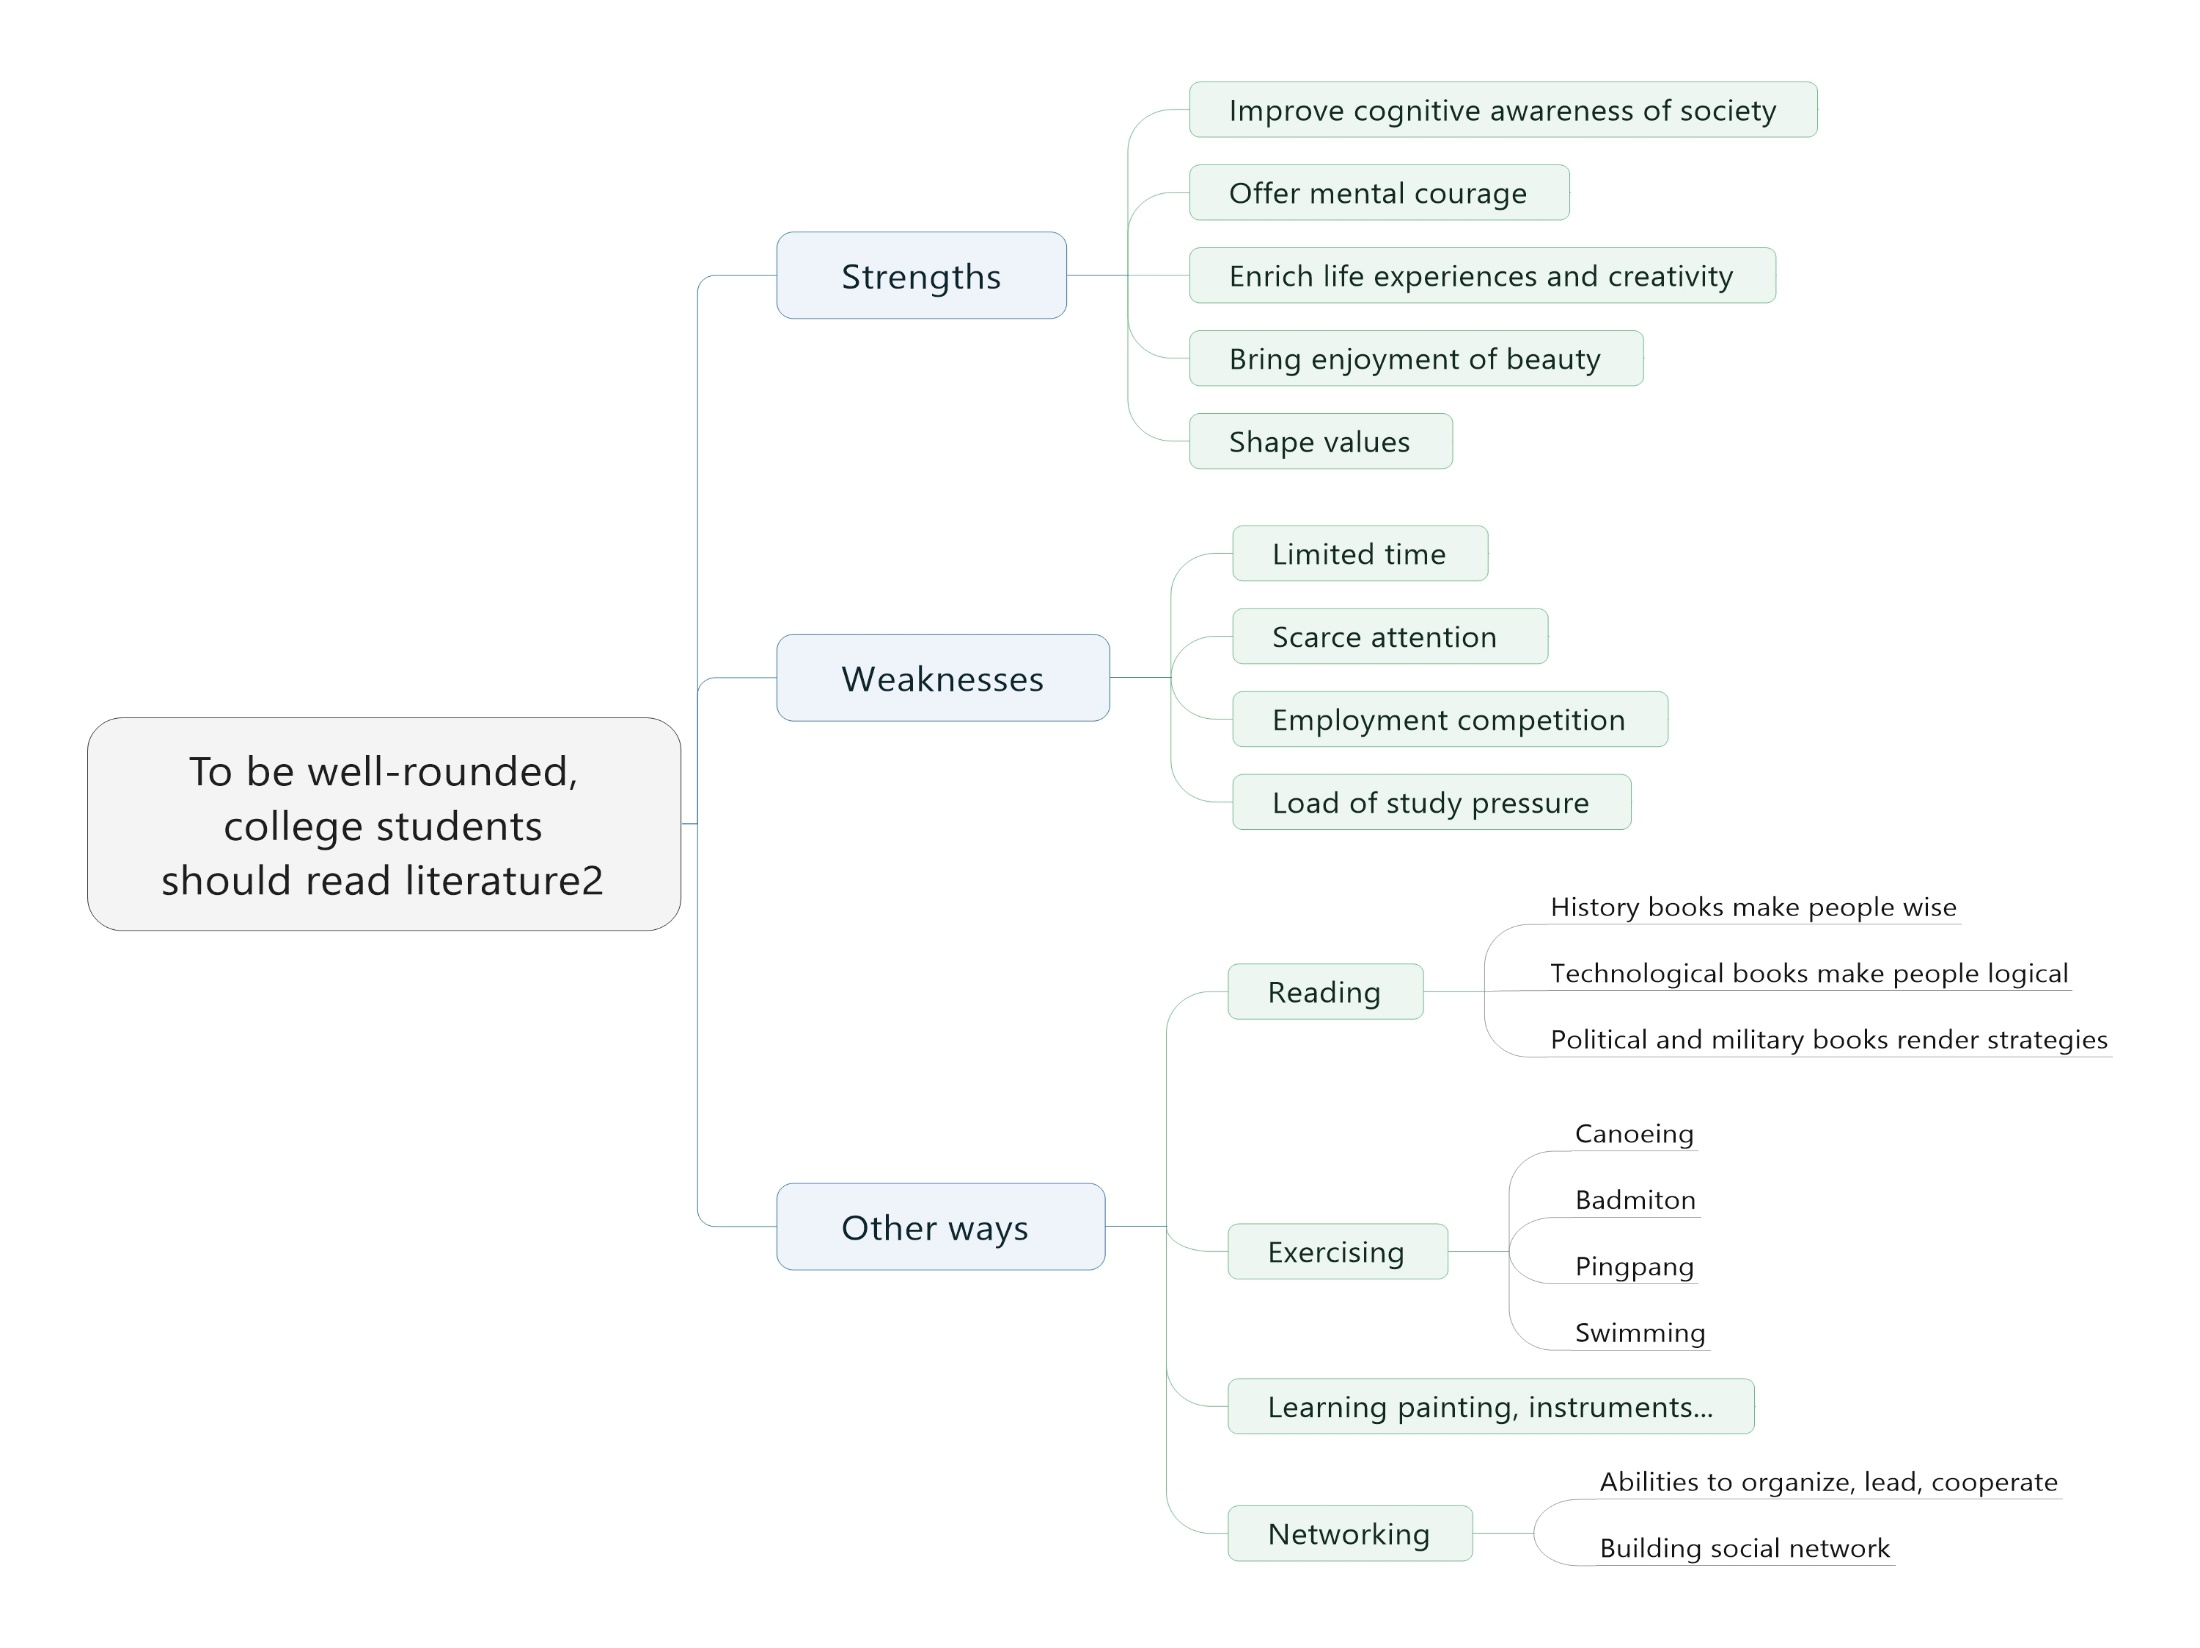 To be well-rounded,
college students
should read literature2
Strengths
Improve cognitive awareness of society
Offer mental courage
Enrich life experiences and creativity
Bring enjoyment of beauty
Shape values
Weaknesses
Limited time
Scarce attention
Employment competition
Load of study pressure
Other ways
Reading
History books make people wise
Technological books make people logical
Political and military books render strategies
Exercising
Canoeing
Badmiton
Pingpang
Swimming
Learning painting, instruments...
Networking
Abilities to organize, lead, cooperate
Building social network